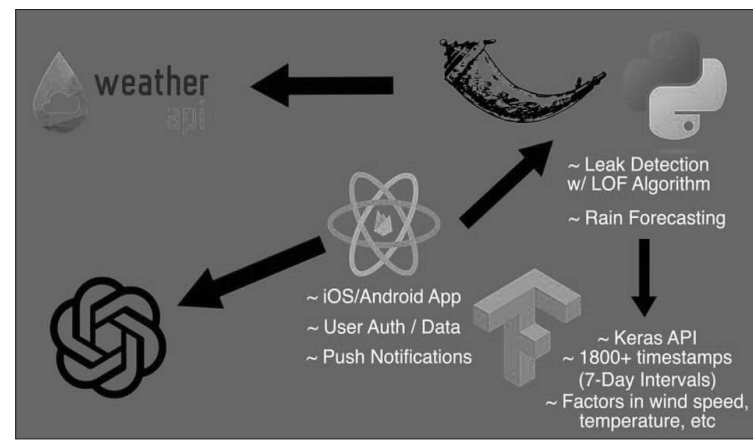 weather
api
~ Leak Detection
w/ LOF Algorithm
~ Rain Forecasting
~ iOS/Android App
~ User Auth / Data
~ Push Notifications
~ Keras API
~ 1800+ timestamps
(7-Day Intervals)
~ Factors in wind speed,
temperature, etc